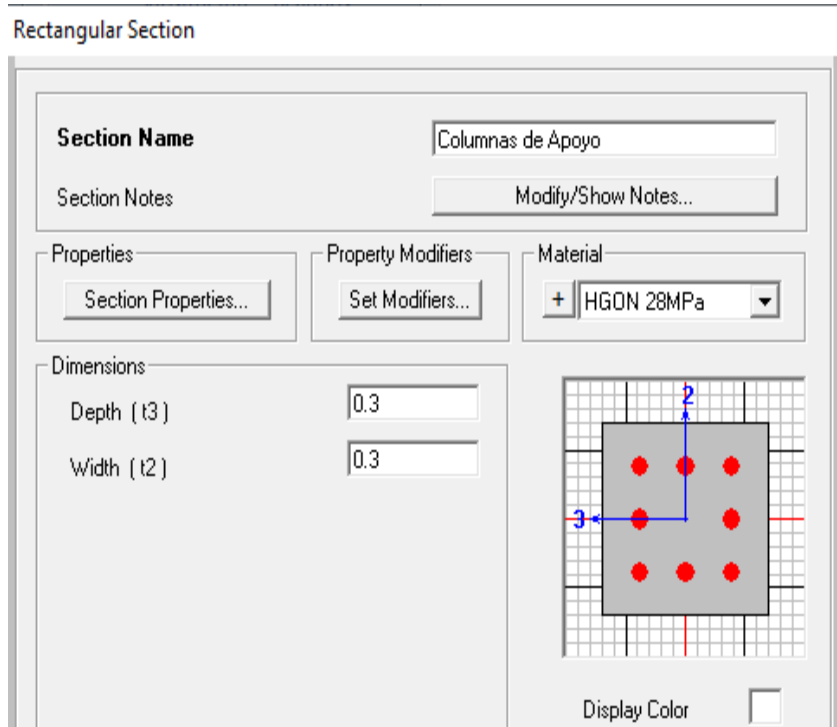 Rectangular Section
Section Name
Columnas de Apoyo
Section Notes
Modify/Show Notes...
Properties
Property Modifiers
Material
Section Properties...
Set Modifiers...
+
HGON 28MPa
Dimensions
Depth ( t3 )
0.3
Width ( t2 )
0.3
2
3
Display Color